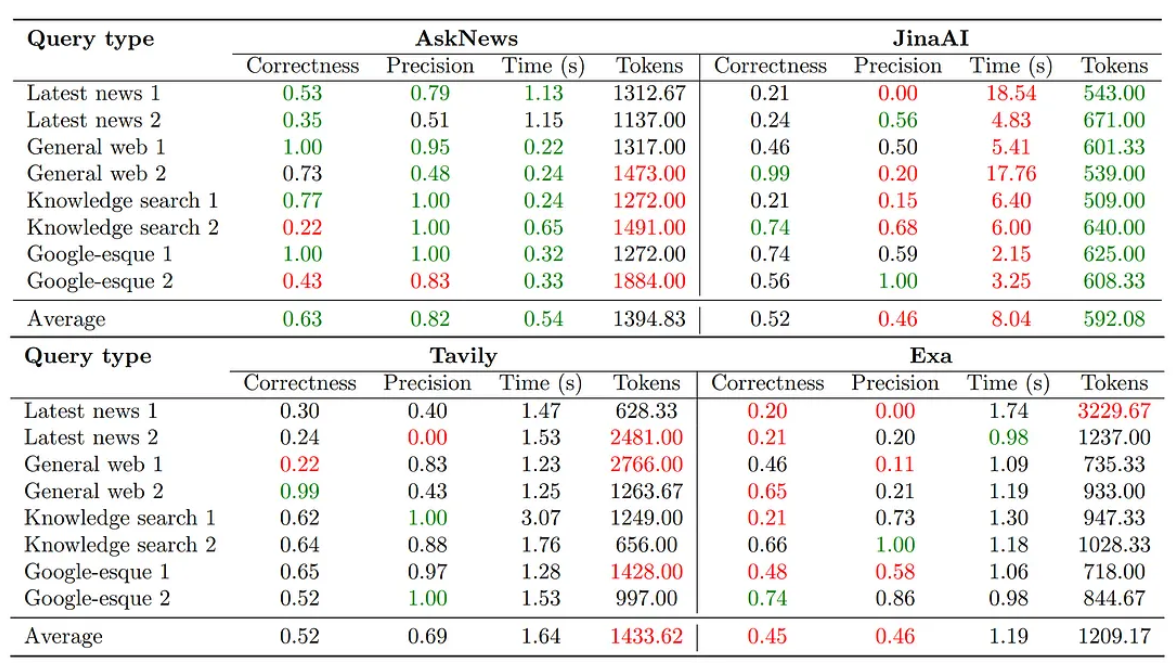 Query type AskNews JinaAI
Correctness Precision Time (s) Tokens Correctness Precision Time (s) Tokens
Latest news 1 0.53 0.79 1.13 1312.67 0.21 0.00 18.54 543.00
Latest news 2 0.35 0.51 1.15 1137.00 0.24 0.56 4.83 671.00
General web 1 1.00 0.95 0.22 1317.00 0.46 0.50 5.41 601.33
General web 2 0.73 0.48 0.24 1473.00 0.99 0.20 17.76 539.00
Knowledge search 1 0.77 1.00 0.24 1272.00 0.21 0.15 6.40 509.00
Knowledge search 2 0.22 1.00 0.65 1491.00 0.74 0.68 6.00 640.00
Google-esque 1 1.00 1.00 0.32 1272.00 0.74 0.59 2.15 625.00
Google-esque 2 0.43 0.83 0.33 1884.00 0.56 1.00 3.25 608.33
Average 0.63 0.82 0.54 1394.83 0.52 0.46 8.04 592.08
Query type Tavily Exa
Correctness Precision Time (s) Tokens Correctness Precision Time (s) Tokens
Latest news 1 0.30 0.40 1.47 628.33 0.20 0.00 1.74 3229.67
Latest news 2 0.24 0.00 1.53 2481.00 0.21 0.20 0.98 1237.00
General web 1 0.22 0.83 1.23 2766.00 0.46 0.11 1.09 735.33
General web 2 0.99 0.43 1.25 1263.67 0.65 0.21 1.19 933.00
Knowledge search 1 0.62 1.00 3.07 1249.00 0.21 0.73 1.30 947.33
Knowledge search 2 0.64 0.88 1.76 656.00 0.66 1.00 1.18 1028.33
Google-esque 1 0.65 0.97 1.28 1428.00 0.48 0.58 1.06 718.00
Google-esque 2 0.52 1.00 1.53 997.00 0.74 0.86 0.98 844.67
Average 0.52 0.69 1.64 1433.62 0.45 0.46 1.19 1209.17